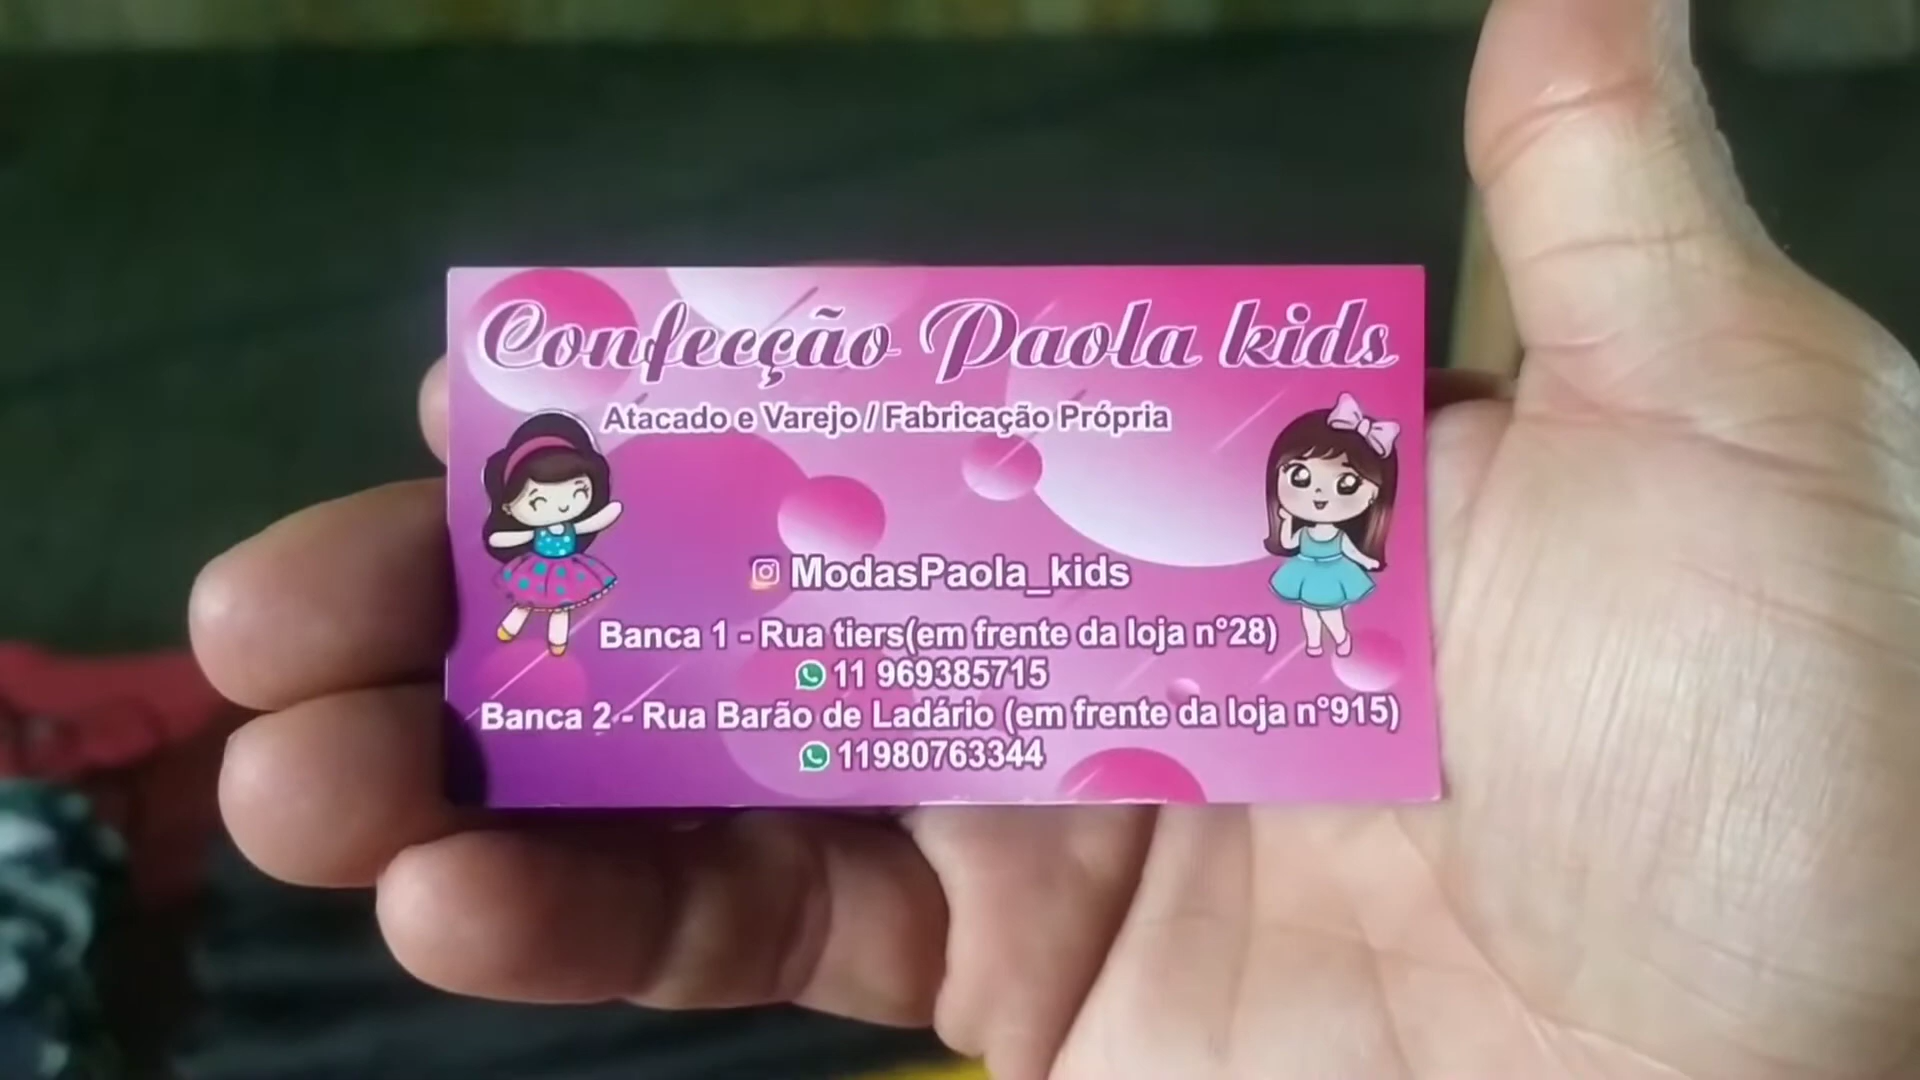 Confecção Paola kids
Atacado e Varejo / Fabricação Própria
ModasPaola_kids
Banca 1 - Rua tiers(em frente da loja n°28)
11 969385715
Banca 2 - Rua Barão de Ladário (em frente da loja n°915)
11980763344